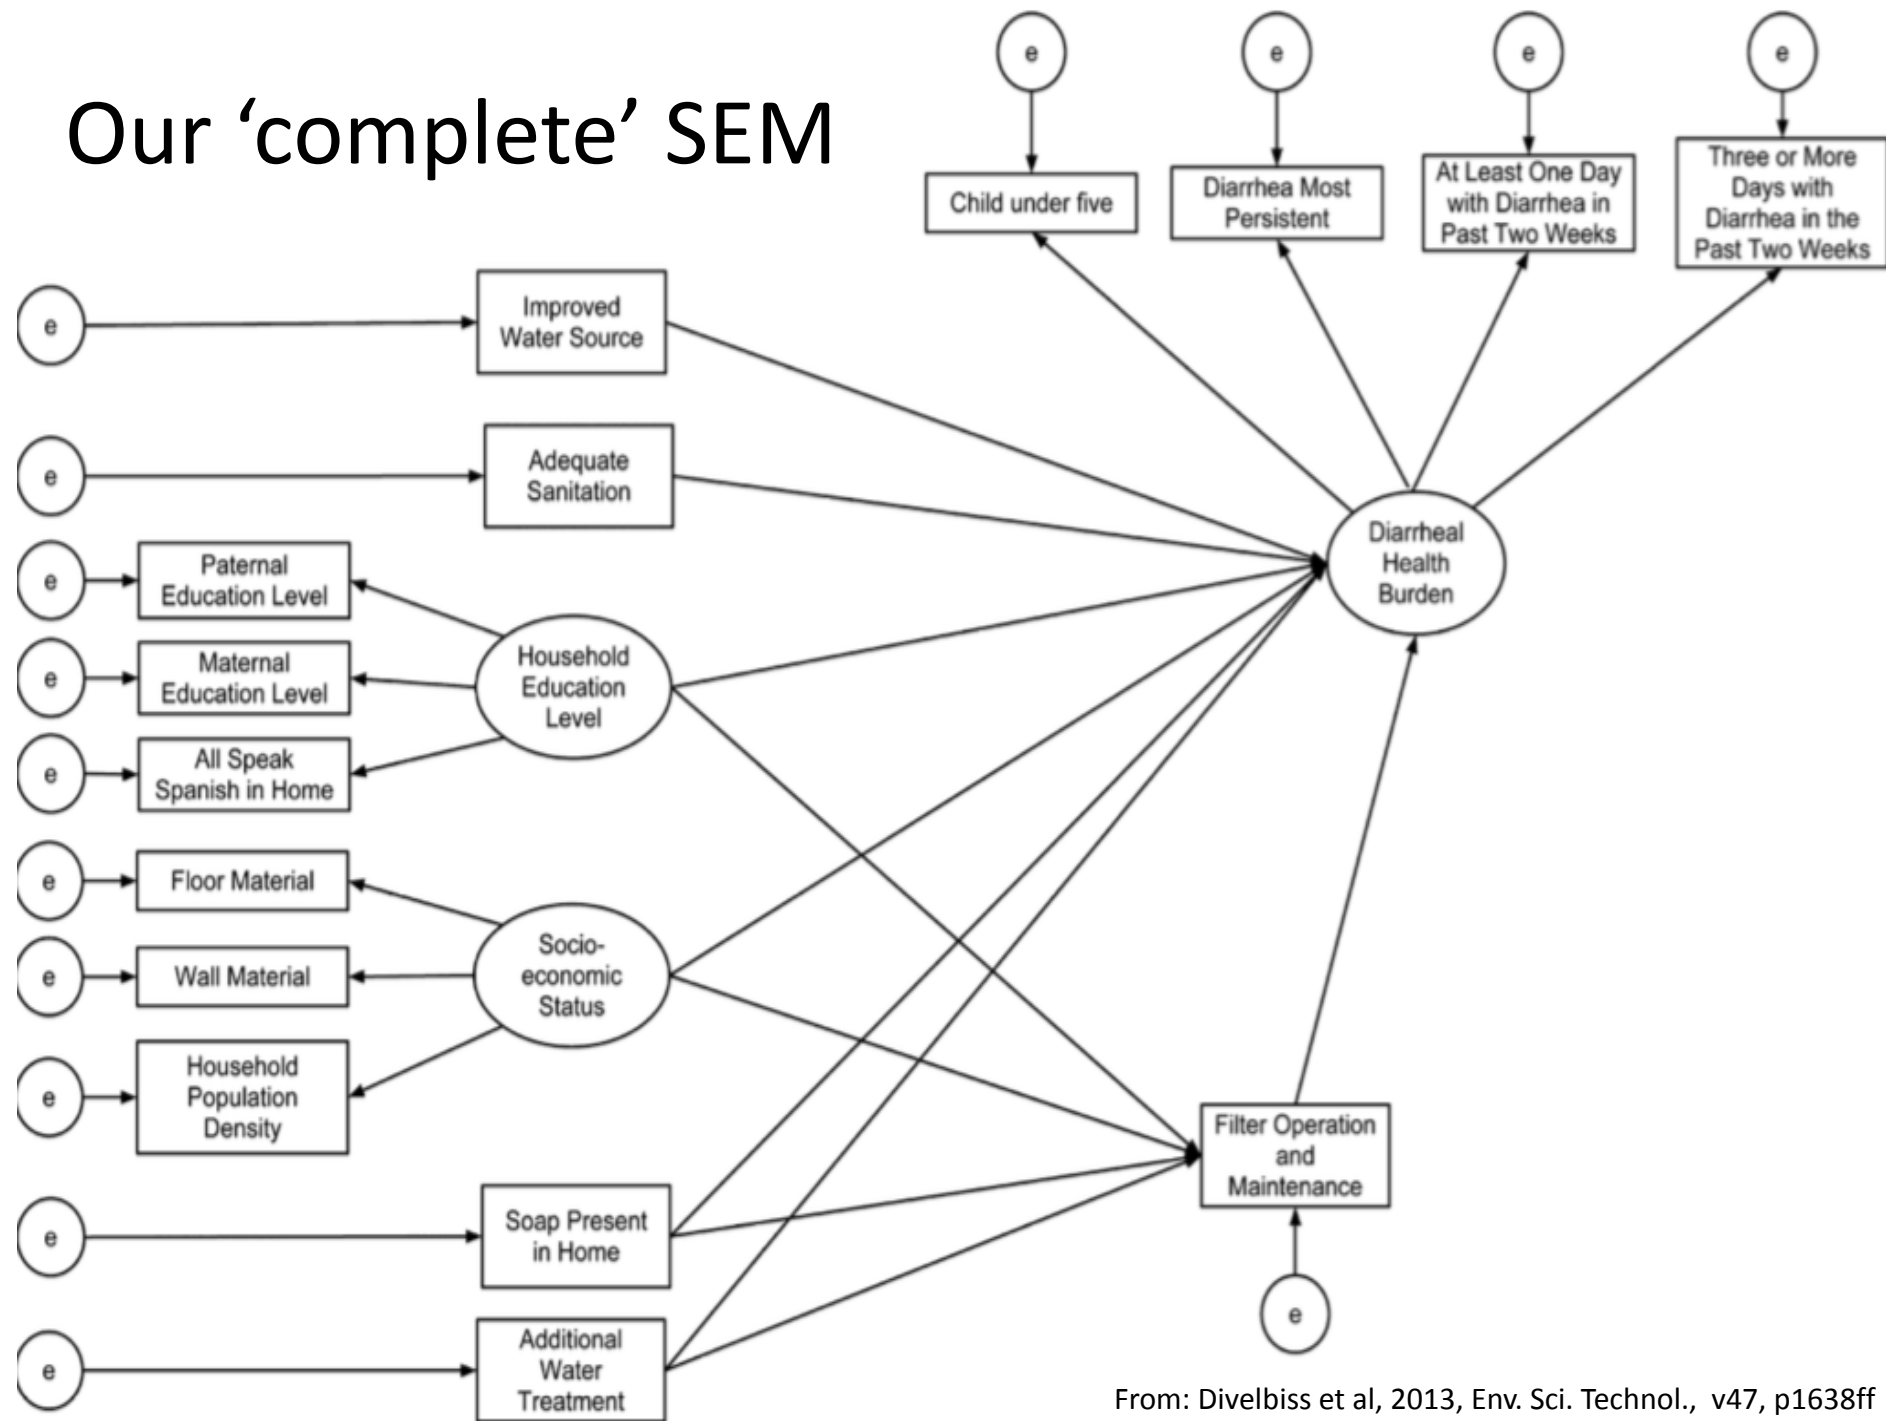 Our ‘complete’ SEM
e
e
e
e
Child under five
Diarrhea Most
Persistent
At Least One Day
with Diarrhea in
Past Two Weeks
Three or More
Days with
Diarrhea in the
Past Two Weeks
e
Improved
Water Source
e
Adequate
Sanitation
Diarrheal
Health
Burden
e
Paternal
Education Level
e
Maternal
Education Level
Household
Education
Level
e
All Speak
Spanish in Home
e
Floor Material
e
Wall Material
Socio-
economic
Status
e
Household
Population
Density
Filter Operation
and
Maintenance
e
Soap Present
in Home
e
e
Additional
Water
Treatment
From: Divelbiss et al, 2013, Env. Sci. Technol., v47, p1638ff